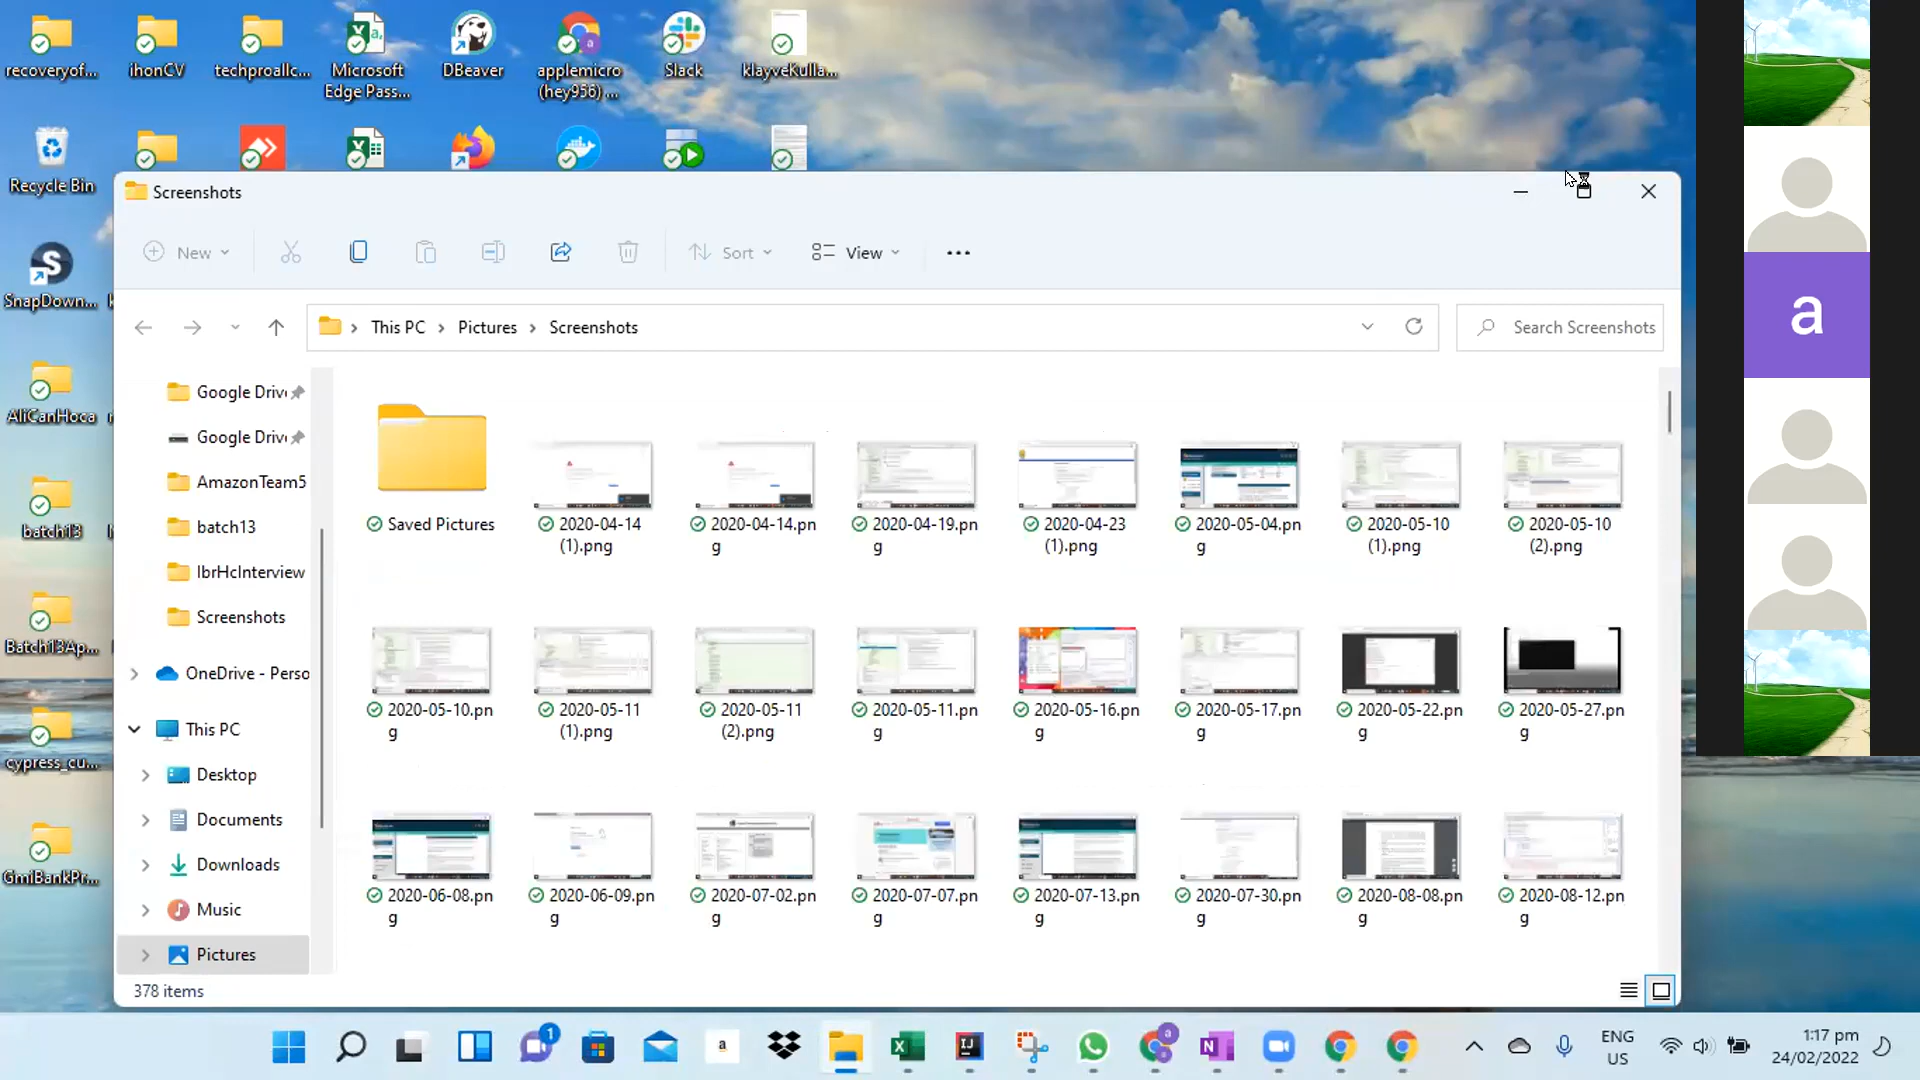 recoveryof...
ihonCV
techproallc...
Microsoft
Edge Pass...
DBeaver
applemicro
(hey956) ...
Slack
klayveKulla...
Recycle Bin
SnapDown...
AliCanHoca
batch13
Batch13Ap...
cypress_cu...
GmiBankPr...
Screenshots
New
Sort
View
This PC
Pictures
Screenshots
Search Screenshots
Google Driv
Google Driv
AmazonTeam5
batch13
IbrHcInterview
Screenshots
OneDrive - Perso
This PC
Desktop
Documents
Downloads
Music
Pictures
Saved Pictures
2020-04-14
(1).png
2020-04-14.pn
g
2020-04-19.pn
g
2020-04-23
(1).png
2020-05-04.pn
g
2020-05-10
(1).png
2020-05-10
(2).png
2020-05-10.pn
g
2020-05-11
(1).png
2020-05-11
(2).png
2020-05-11.pn
g
2020-05-16.pn
g
2020-05-17.pn
g
2020-05-22.pn
g
2020-05-27.pn
g
2020-06-08.pn
g
2020-06-09.pn
g
2020-07-02.pn
g
2020-07-07.pn
g
2020-07-13.pn
g
2020-07-30.pn
g
2020-08-08.pn
g
2020-08-12.pn
g
378 items
a
1
a
IJ
a
ENG
US
1:17 pm
24/02/2022